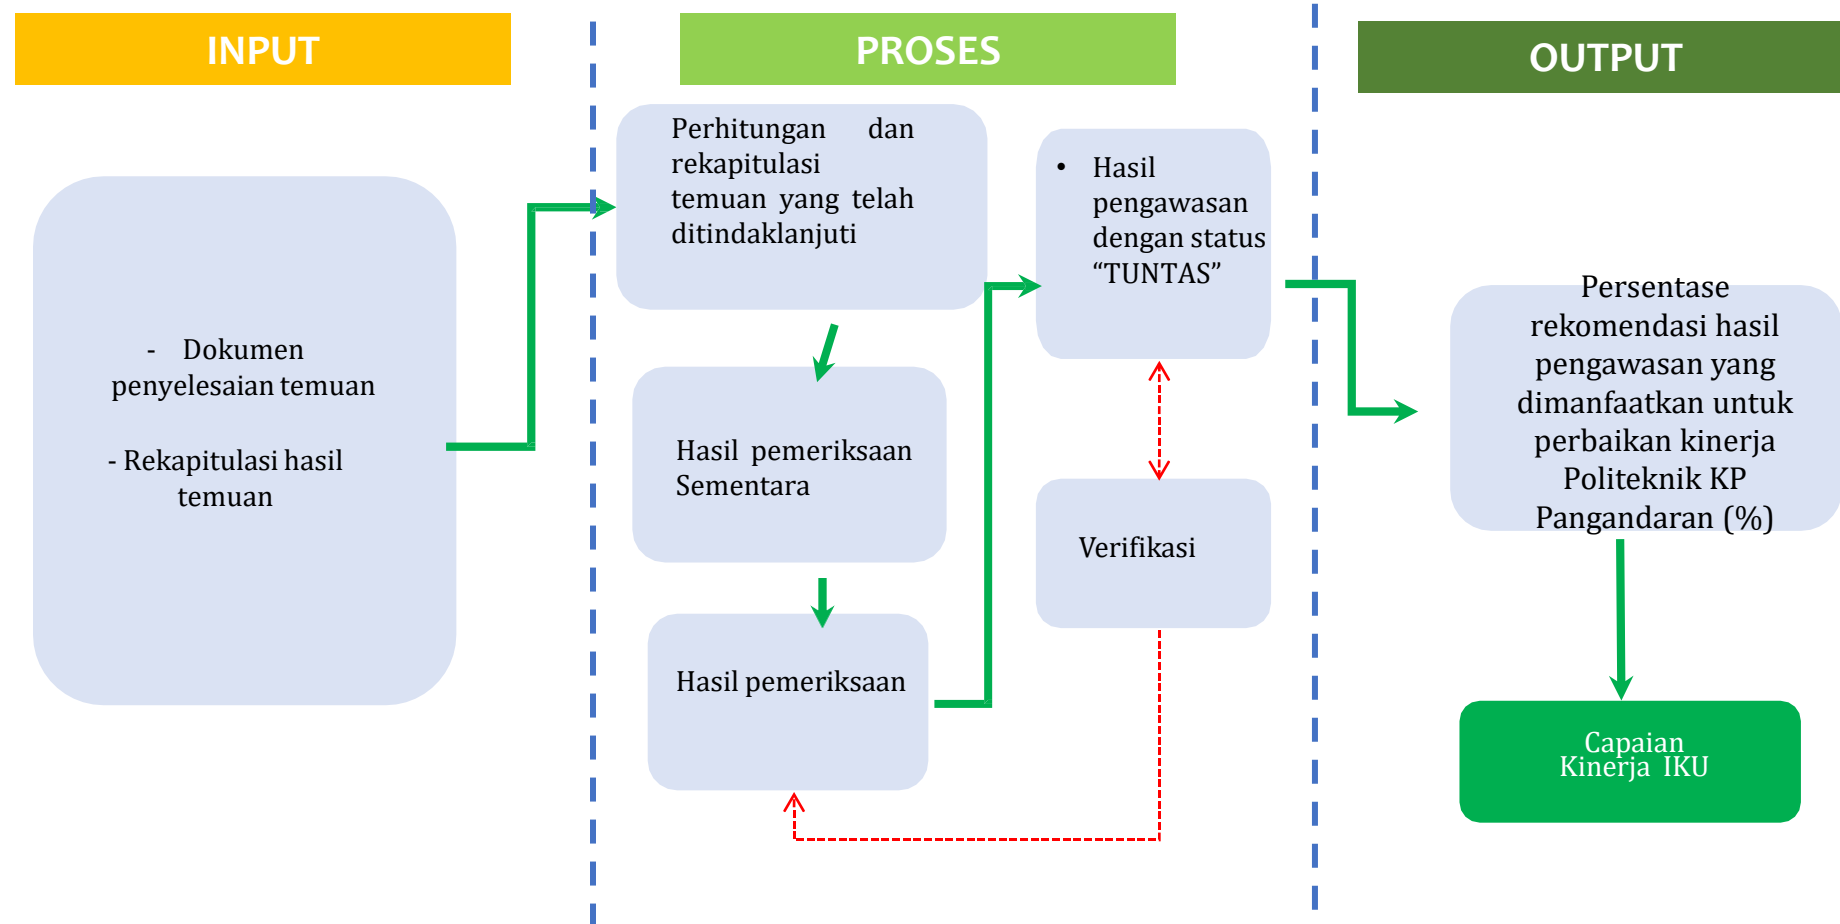 INPUT
PROSES
OUTPUT
- Dokumen
penyelesaian temuan
- Rekapitulasi hasil
temuan
Perhitungan dan
rekapitulasi
temuan yang telah
ditindaklanjuti
Hasil pemeriksaan
Sementara
Hasil pemeriksaan
• Hasil
pengawasan
dengan status
“TUNTAS”
Verifikasi
Persentase
rekomendasi hasil
pengawasan yang
dimanfaatkan untuk
perbaikan kinerja
Politeknik KP
Pangandaran (%)
Capaian
Kinerja IKU